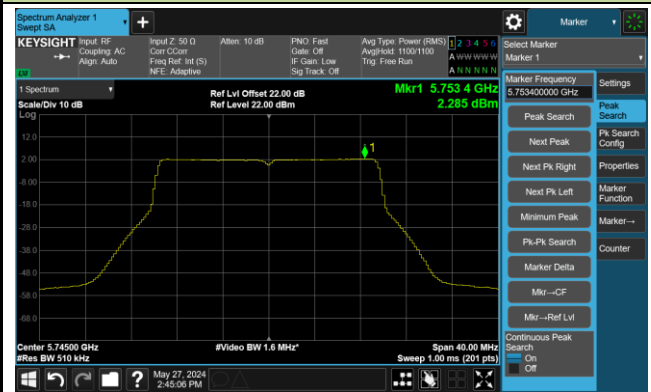 Spectrum Analyzer 1
Swept SA
+
Marker
KEYSIGHT
Input: RF
Coupling: AC
Align: Auto
Input Z: 50 Ω
Corr CCorr
Freq Ref: Int (S)
NFE: Adaptive
Atten: 10 dB
PNO: Fast
Gate: Off
IF Gain: Low
Sig Track: Off
Avg Type: Power (RMS)
Avg|Hold: 1100/1100
Trig: Free Run
1 2 3 4 5 6
A W W W W W
A N N N N N
LXI
Select Marker
Marker 1
1 Spectrum
Scale/Div 10 dB
Log
Ref Lvl Offset 22.00 dB
Ref Level 22.00 dBm
Mkr1 5.753 4 GHz
2.285 dBm
12.0
2.00
-8.00
-18.0
-28.0
-38.0
-48.0
-58.0
-68.0
1
Center 5.74500 GHz
#Res BW 510 kHz
#Video BW 1.6 MHz*
Span 40.00 MHz
Sweep 1.00 ms (201 pts)
Marker Frequency
5.753400000 GHz
Peak Search
Next Peak
Next Pk Right
Next Pk Left
Minimum Peak
Pk-Pk Search
Marker Delta
Mkr→CF
Mkr→Ref Lvl
Continuous Peak
Search
On
Off
Settings
Peak
Search
Pk Search
Config
Properties
Marker
Function
Marker→
Counter
?
May 27, 2024
2:45:06 PM